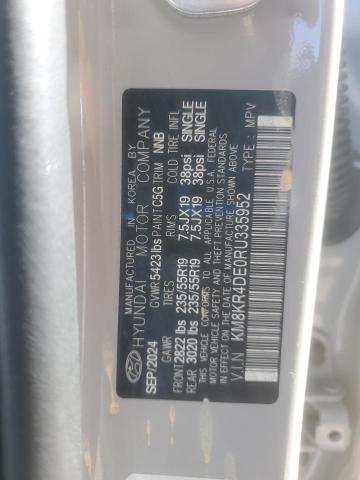 MANUFACTURED IN KOREA BY
HYUNDAI MOTOR COMPANY
SEP/2024 GVWR 5423 lbs PAINT C5G TRIM NNB
GAWR TIRES RIMS COLD TIRE INFL
FRONT 2822 lbs 235/55R19 7.5JX19 38psi SINGLE
REAR 3020 lbs 235/55R19 7.5JX19 38psi SINGLE
THIS VEHICLE CONFORMS TO ALL APPLICABLE U.S.A. FEDERAL
MOTOR VEHICLE SAFETY AND THEFT PREVENTION STANDARDS
IN EFFECT ON THE DATE OF MANUFACTURE SHOWN ABOVE.
V.I.N KM8KR4DE0RU335952 TYPE: MPV